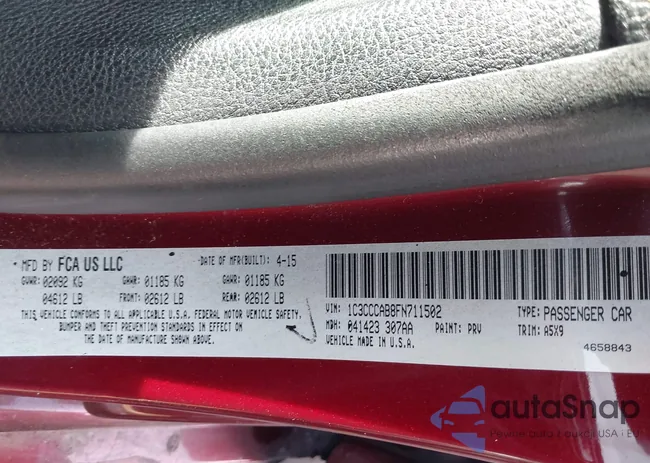 MFD BY FCA US LLC DATE OF MFR(BUILT): 4-15
GVWR: 02092 KG GAWR: 01185 KG GAWR: 01185 KG
04612 LB FRONT: 02612 LB REAR: 02612 LB
THIS VEHICLE CONFORMS TO ALL APPLICABLE U.S.A. FEDERAL MOTOR VEHICLE SAFETY,
BUMPER AND THEFT PREVENTION STANDARDS IN EFFECT ON
THE DATE OF MANUFACTURE SHOWN ABOVE.
VIN: 1C3CCCAB8FN711502 TYPE: PASSENGER CAR
MDH: 041423 307AA PAINT: PRV TRIM: A5X9
VEHICLE MADE IN U.S.A. 4658843
autaSnap
USA i EU